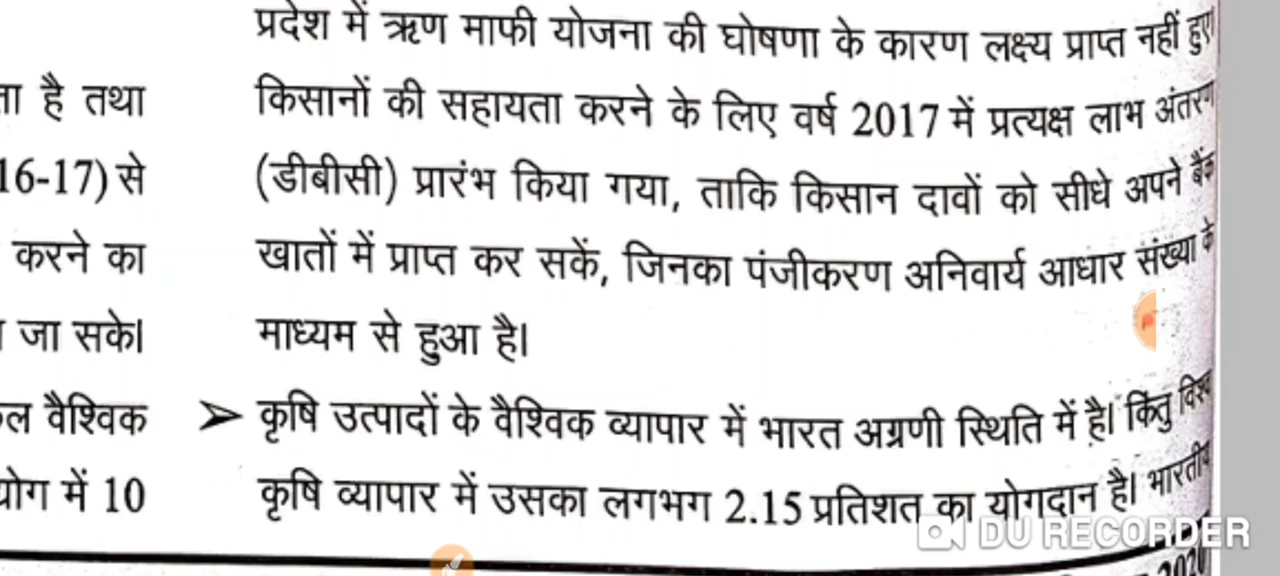 ता है तथा
16-17) से
करने का
जा सके।
वैश्विक
में 10
प्रदेश में ऋण माफी योजना की घोषणा के कारण लक्ष्य प्राप्त नहीं हुए
किसानों की सहायता करने के लिए वर्ष 2017 में प्रत्यक्ष लाभ अंतरण
(डीबीसी) प्रारंभ किया गया, ताकि किसान दावों को सीधे अपने बैंक
खातों में प्राप्त कर सकें, जिनका पंजीकरण अनिवार्य आधार संख्या के
माध्यम से हुआ है।
➢ कृषि उत्पादों के वैश्विक व्यापार में भारत अग्रणी स्थिति में है। किंतु विश्व
कृषि व्यापार में उसका लगभग 2.15 प्रतिशत का योगदान है। भारतीय
DU RECORDER